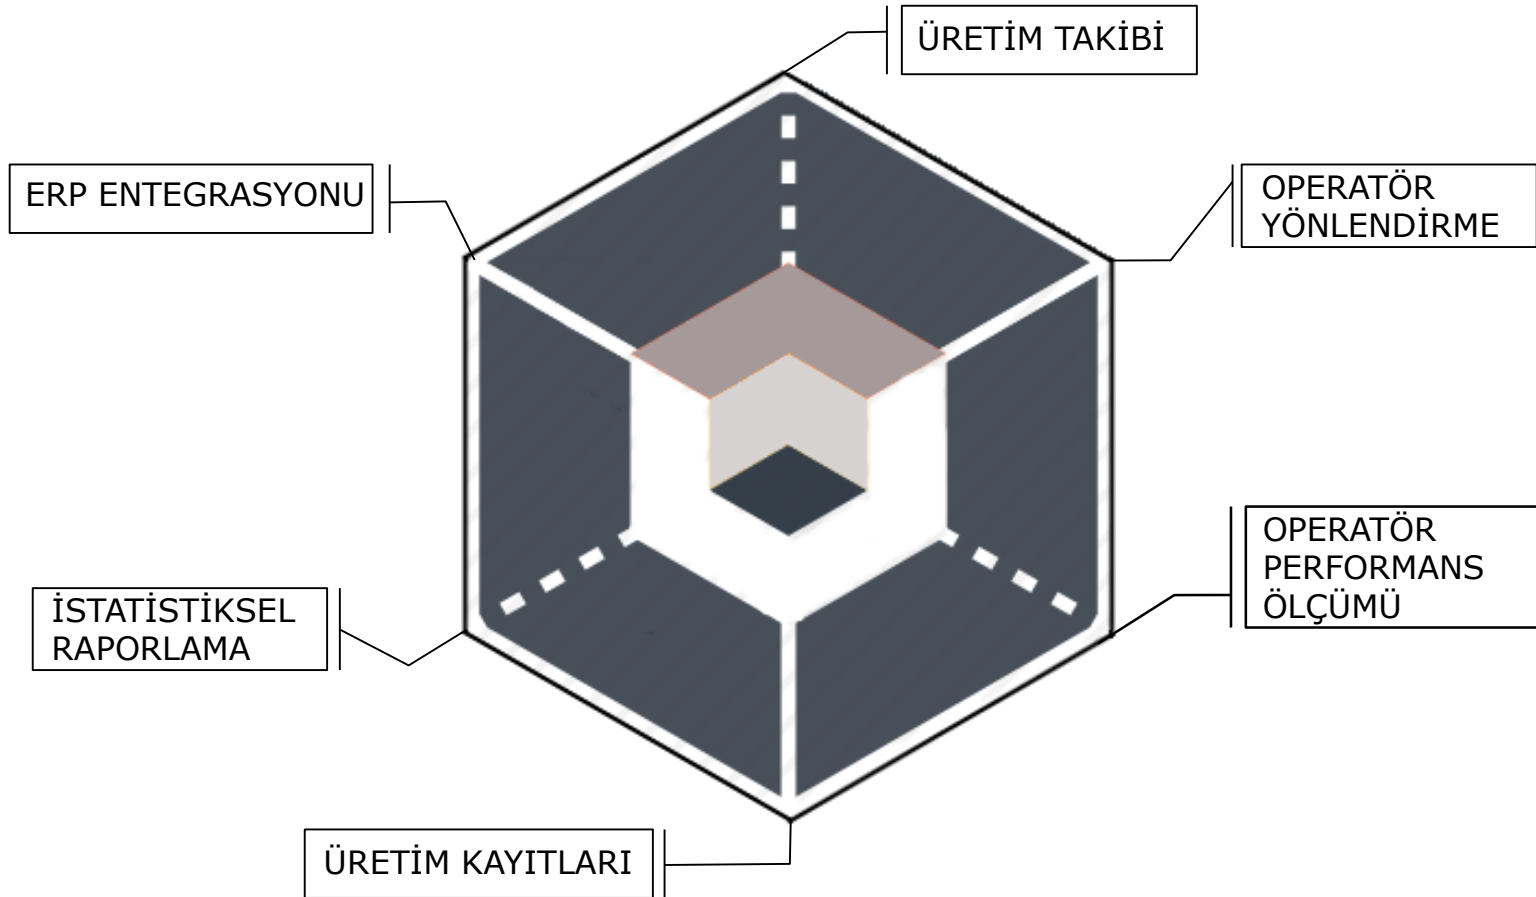 ÜRETİM TAKİBİ
ERP ENTEGRASYONU
OPERATÖR
YÖNLENDİRME
OPERATÖR
PERFORMANS
ÖLÇÜMÜ
İSTATİSTİKSEL
RAPORLAMA
ÜRETİM KAYITLARI